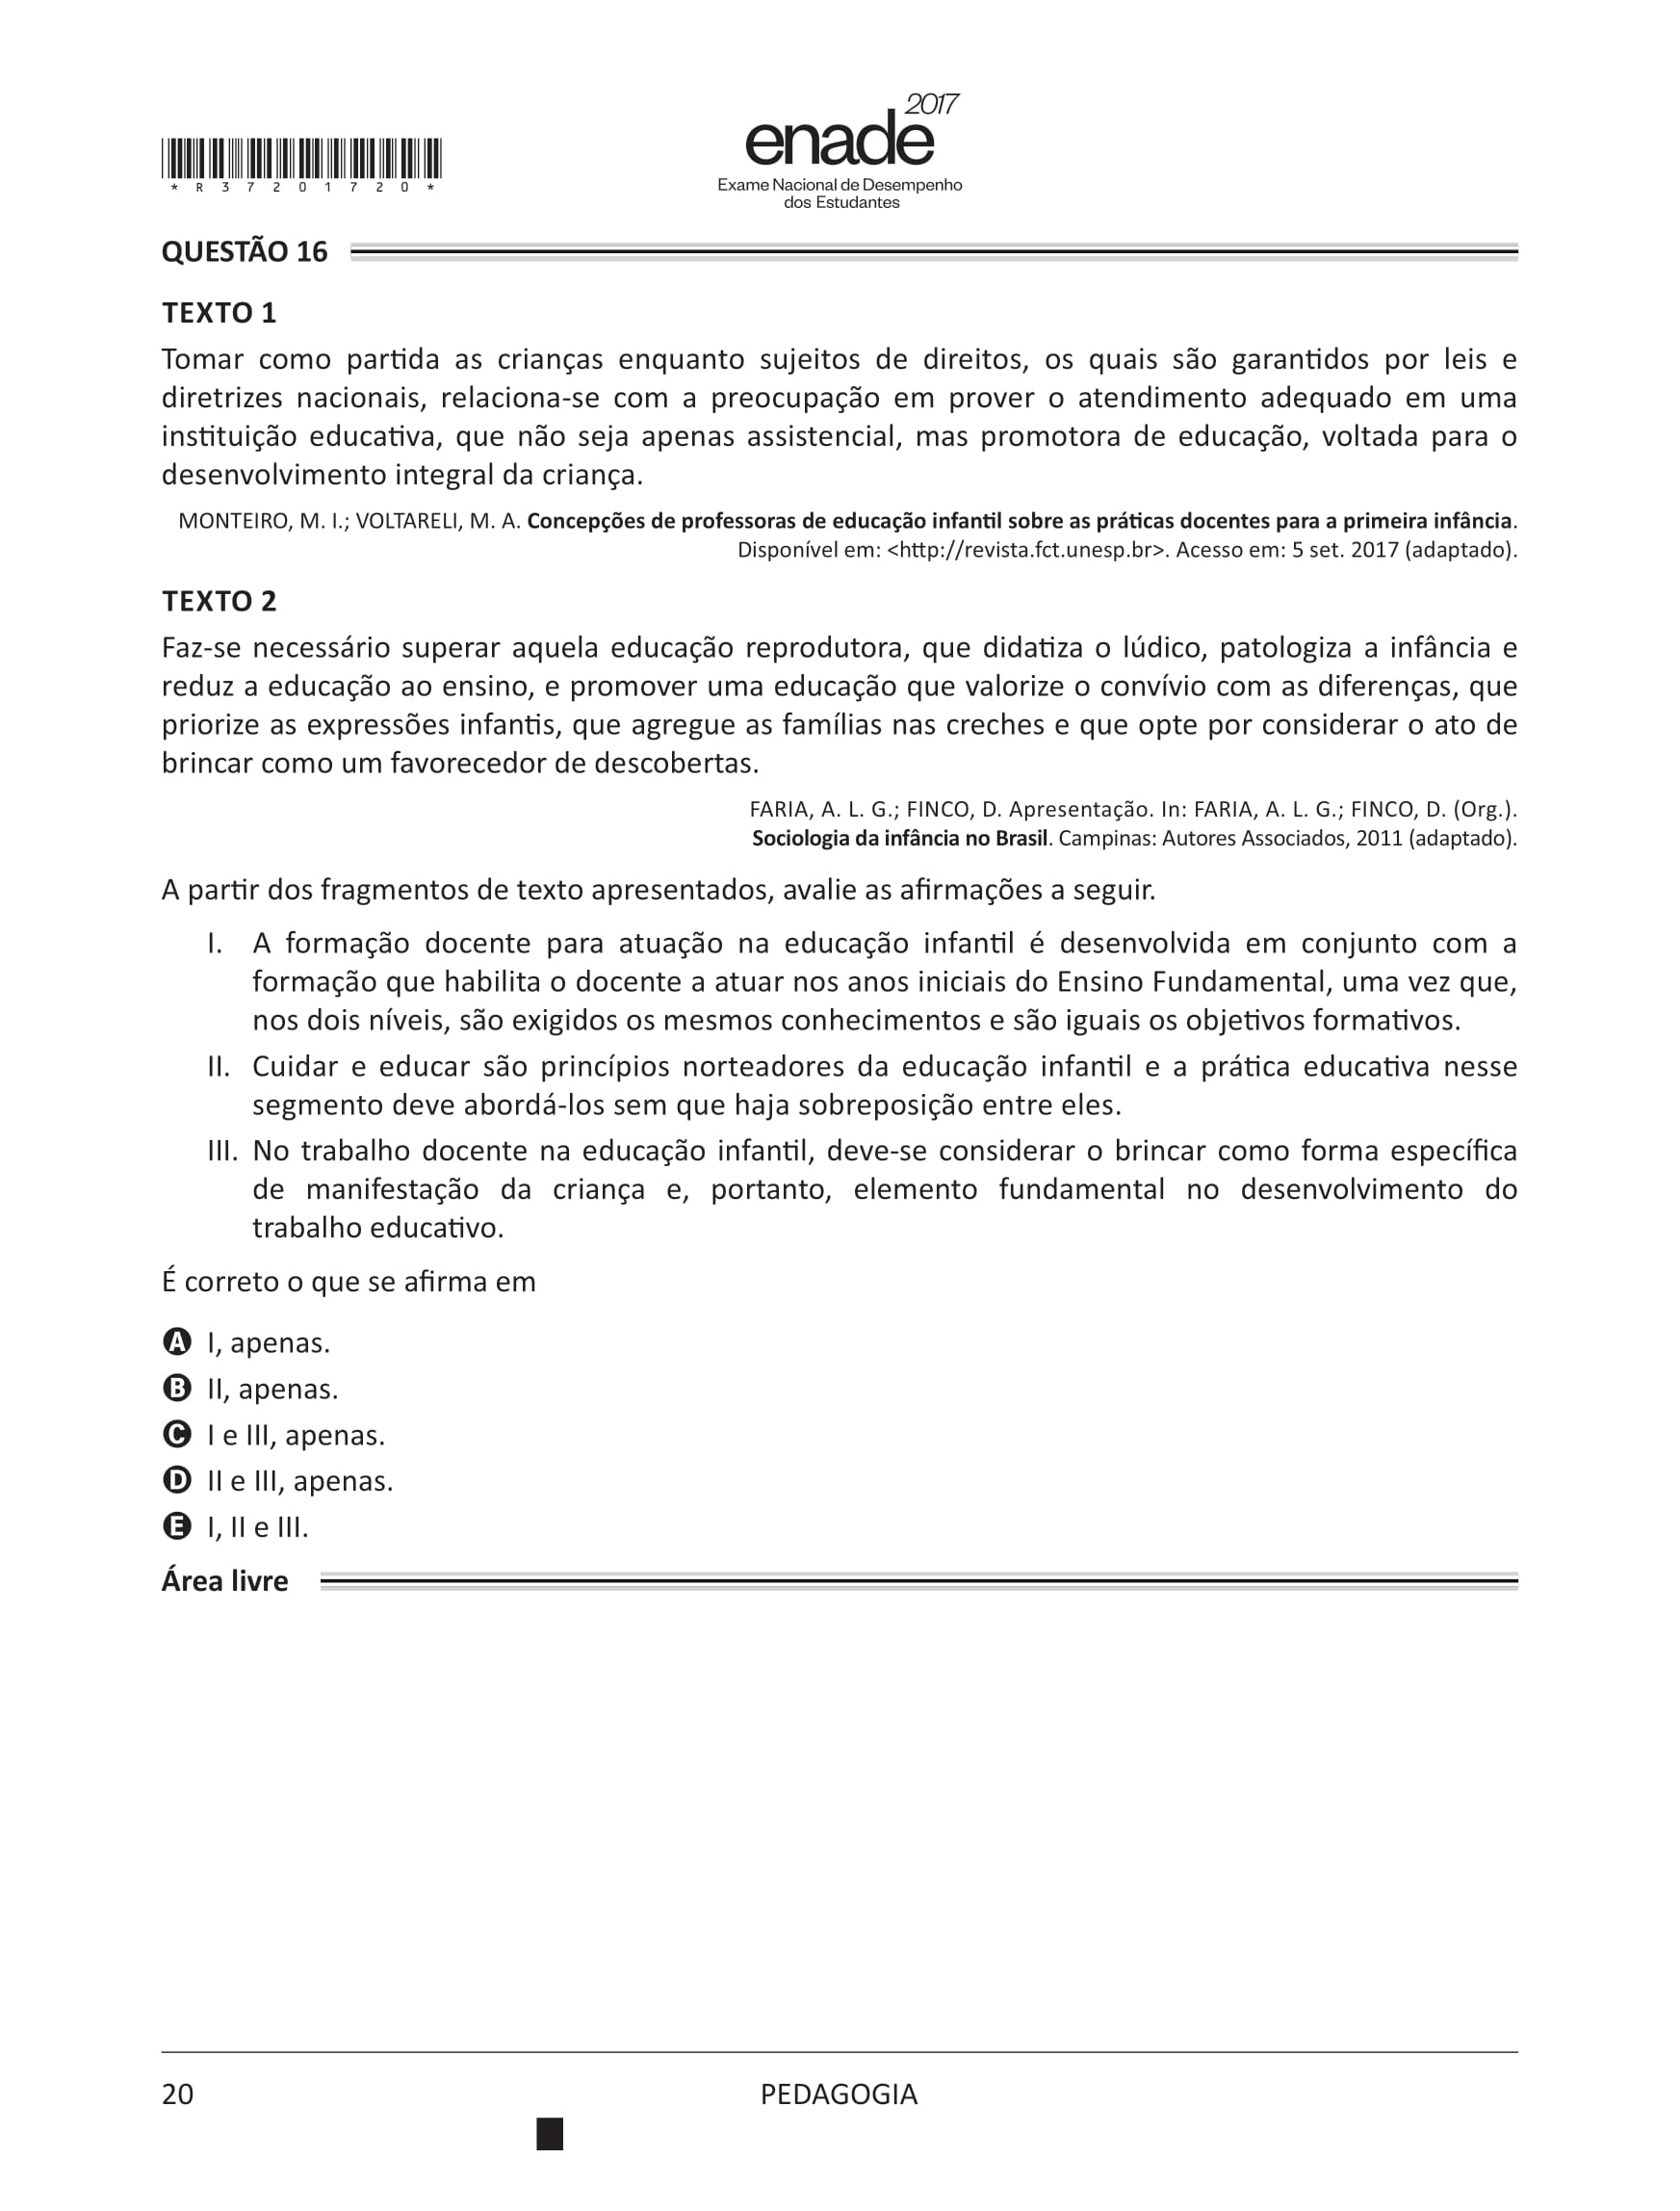 2017
enade
Exame Nacional de Desempenho
dos Estudantes
* R 3 7 2 0 1 7 2 0 *
QUESTÃO 16
TEXTO 1
Tomar como partida as crianças enquanto sujeitos de direitos, os quais são garantidos por leis e
diretrizes nacionais, relaciona-se com a preocupação em prover o atendimento adequado em uma
instituição educativa, que não seja apenas assistencial, mas promotora de educação, voltada para o
desenvolvimento integral da criança.
MONTEIRO, M. I.; VOLTARELI, M. A. Concepções de professoras de educação infantil sobre as práticas docentes para a primeira infância.
Disponível em: <http://revista.fct.unesp.br>. Acesso em: 5 set. 2017 (adaptado).
TEXTO 2
Faz-se necessário superar aquela educação reprodutora, que didatiza o lúdico, patologiza a infância e
reduz a educação ao ensino, e promover uma educação que valorize o convívio com as diferenças, que
priorize as expressões infantis, que agregue as famílias nas creches e que opte por considerar o ato de
brincar como um favorecedor de descobertas.
FARIA, A. L. G.; FINCO, D. Apresentação. In: FARIA, A. L. G.; FINCO, D. (Org.).
Sociologia da infância no Brasil. Campinas: Autores Associados, 2011 (adaptado).
A partir dos fragmentos de texto apresentados, avalie as afirmações a seguir.
I. A formação docente para atuação na educação infantil é desenvolvida em conjunto com a
formação que habilita o docente a atuar nos anos iniciais do Ensino Fundamental, uma vez que,
nos dois níveis, são exigidos os mesmos conhecimentos e são iguais os objetivos formativos.
II. Cuidar e educar são princípios norteadores da educação infantil e a prática educativa nesse
segmento deve abordá-los sem que haja sobreposição entre eles.
III. No trabalho docente na educação infantil, deve-se considerar o brincar como forma específica
de manifestação da criança e, portanto, elemento fundamental no desenvolvimento do
trabalho educativo.
É correto o que se afirma em
A I, apenas.
B II, apenas.
C I e III, apenas.
D II e III, apenas.
E I, II e III.
Área livre
20
PEDAGOGIA